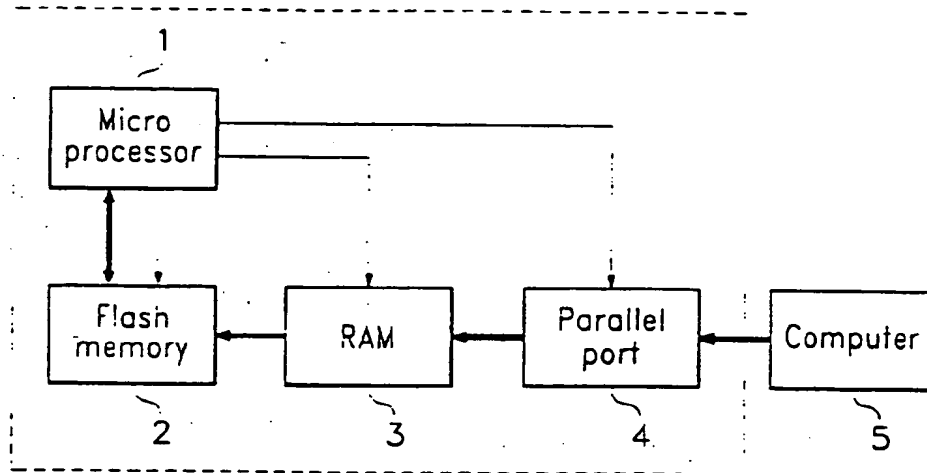 1
Micro
processor
Flash
memory
RAM
Parallel
port
Computer
2
3
4
5